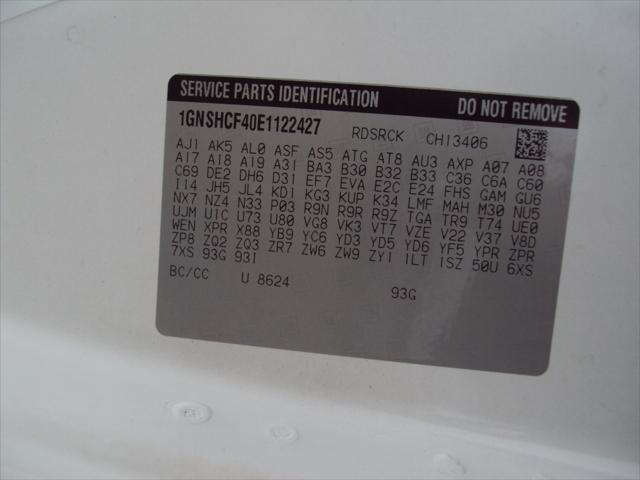 SERVICE PARTS IDENTIFICATION DO NOT REMOVE
1GNSHCF40E1122427 RDSRCK CHI3406
AJ1 AK5 AL0 ASF AS5 ATG AT8 AU3 AXP A07 A08
A17 A18 A19 A31 BA3 B30 B32 B33 C36 C6A C60
C69 DE2 DH6 D31 EF7 EVA E2C E24 FHS GAM GU6
I14 JH5 JL4 KD1 KG3 KUP K34 LMF MAH M30 NU5
NX7 NZ4 N33 P03 R9N R9R R9Z TGA TR9 T74 UE0
UJM U1C U73 U80 VG8 VK3 VT7 VZE V22 V37 V8D
WEN XPR X88 YB9 YC6 YD3 YD5 YD6 YF5 YPR ZPR
ZP8 ZQ2 ZQ3 ZR7 ZW6 ZW9 ZY1 1LT 1SZ 50U 6XS
7XS 93G 93I
BC/CC U 8624 93G